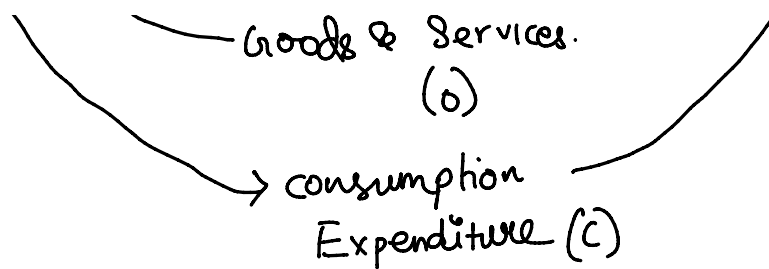 Goods & Services.
(O)
consumption
Expenditure (C)